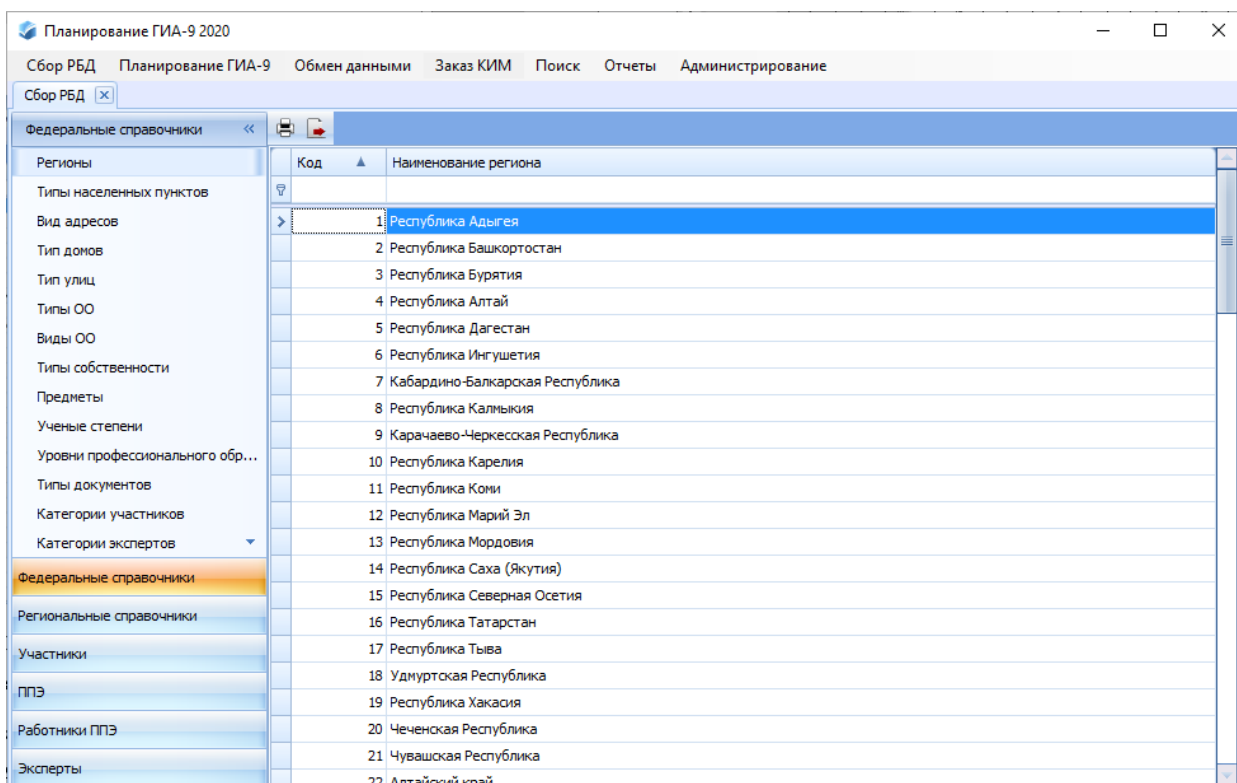 Планирование ГИА-9 2020
Сбор РБД Планирование ГИА-9 Обмен данными Заказ КИМ Поиск Отчеты Администрирование
Сбор РБД
Федеральные справочники
Регионы
Типы населенных пунктов
Вид адресов
Тип домов
Тип улиц
Типы ОО
Виды ОО
Типы собственности
Предметы
Ученые степени
Уровни профессионального обр...
Типы документов
Категории участников
Категории экспертов
Федеральные справочники
Региональные справочники
Участники
ППЭ
Работники ППЭ
Эксперты
Код Наименование региона
1 Республика Адыгея
2 Республика Башкортостан
3 Республика Бурятия
4 Республика Алтай
5 Республика Дагестан
6 Республика Ингушетия
7 Кабардино-Балкарская Республика
8 Республика Калмыкия
9 Карачаево-Черкесская Республика
10 Республика Карелия
11 Республика Коми
12 Республика Марий Эл
13 Республика Мордовия
14 Республика Саха (Якутия)
15 Республика Северная Осетия
16 Республика Татарстан
17 Республика Тыва
18 Удмуртская Республика
19 Республика Хакасия
20 Чеченская Республика
21 Чувашская Республика
22 Алтайский край